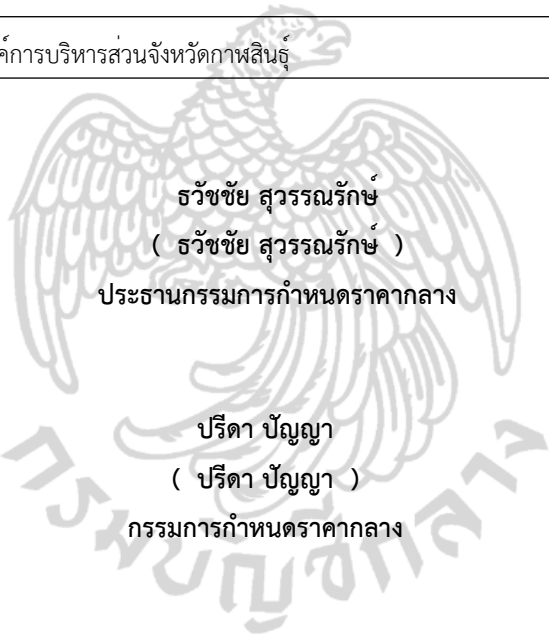 การบริหารส่วนจังหวัดกาฬสินธุ์
ธวัชชัย สุวรรณรักษ์
( ธวัชชัย สุวรรณรักษ์ )
ประธานกรรมการกำหนดราคากลาง
ปรีดา ปัญญา
( ปรีดา ปัญญา )
กรรมการกำหนดราคากลาง
กรมบัญชีกลาง